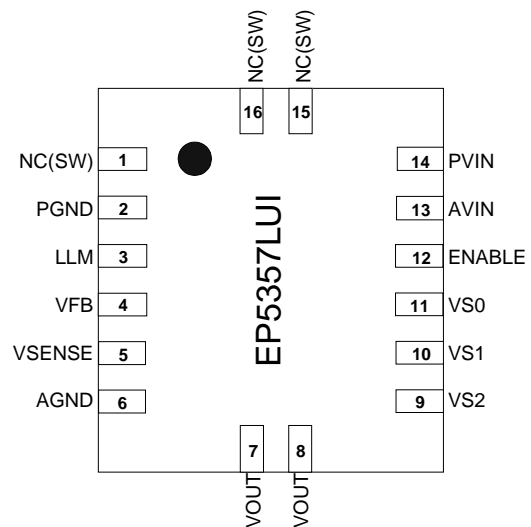 NC(SW) NC(SW)
16 15
NC(SW) 1 14 PVIN
PGND 2 13 AVIN
LLM 3 12 ENABLE
VFB 4 11 VS0
VSENSE 5 10 VS1
AGND 6 9 VS2
EP5357LUI
7 8
VOUT VOUT